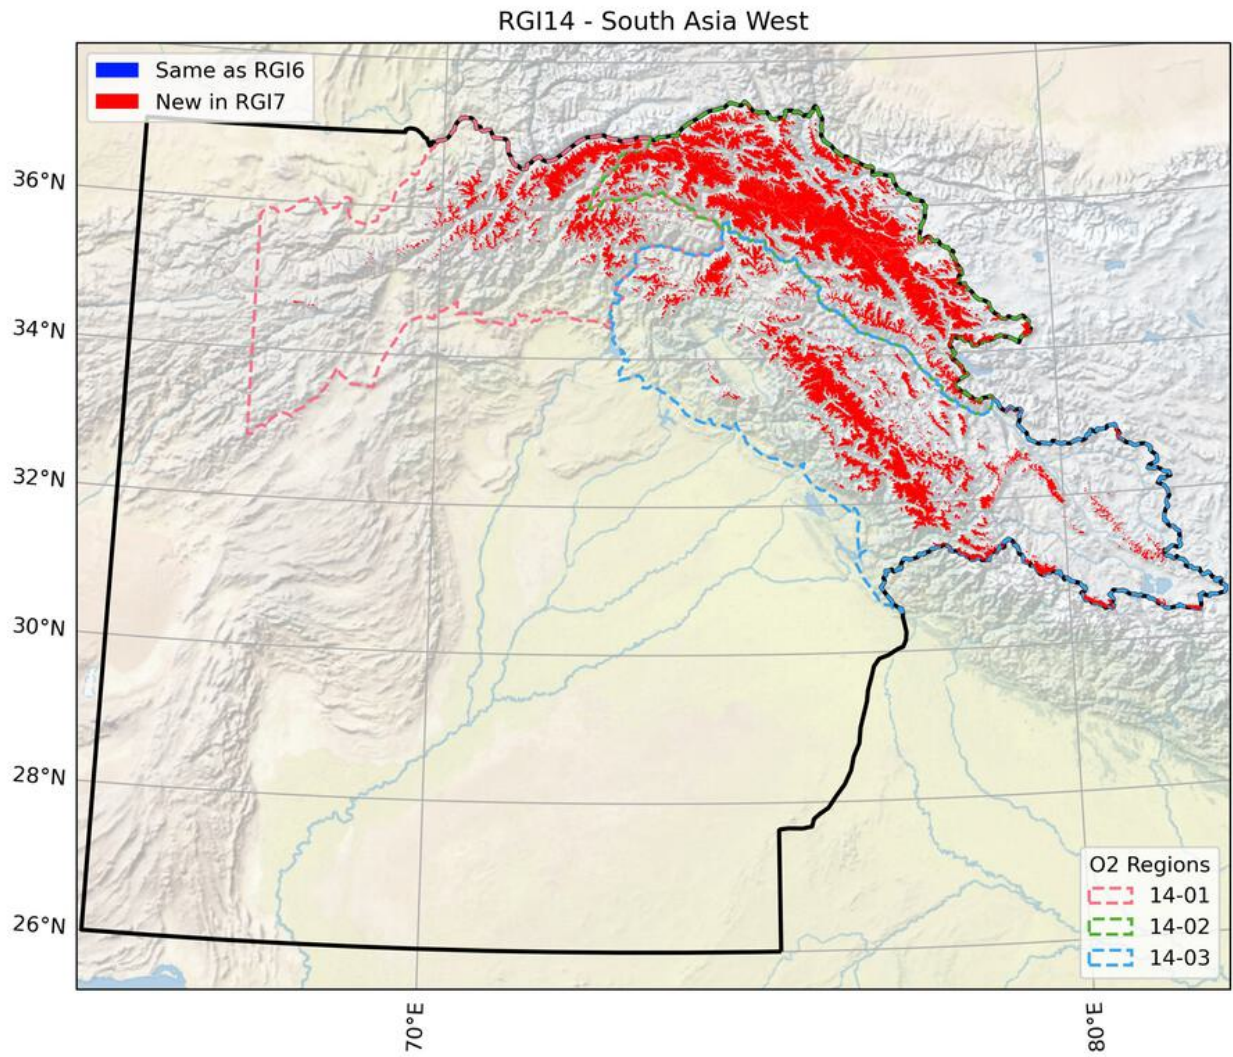 RGI14 - South Asia West
Same as RGI6
New in RGI7
36°N
34°N
32°N
30°N
28°N
26°N
O2 Regions
14-01
14-02
14-03
70°E
80°E